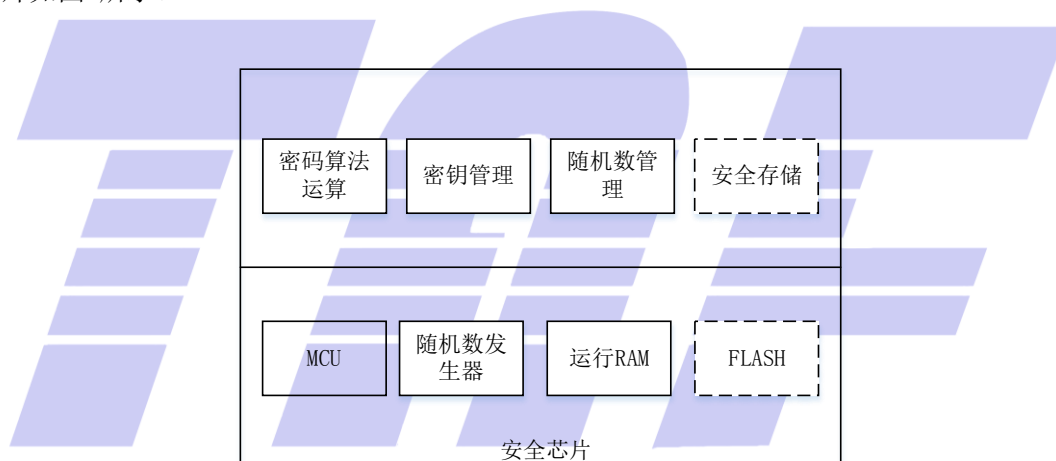 密码算法
运算
密钥管理
随机数管
理
安全存储
MCU
随机数发
生器
运行RAM
FLASH
安全芯片